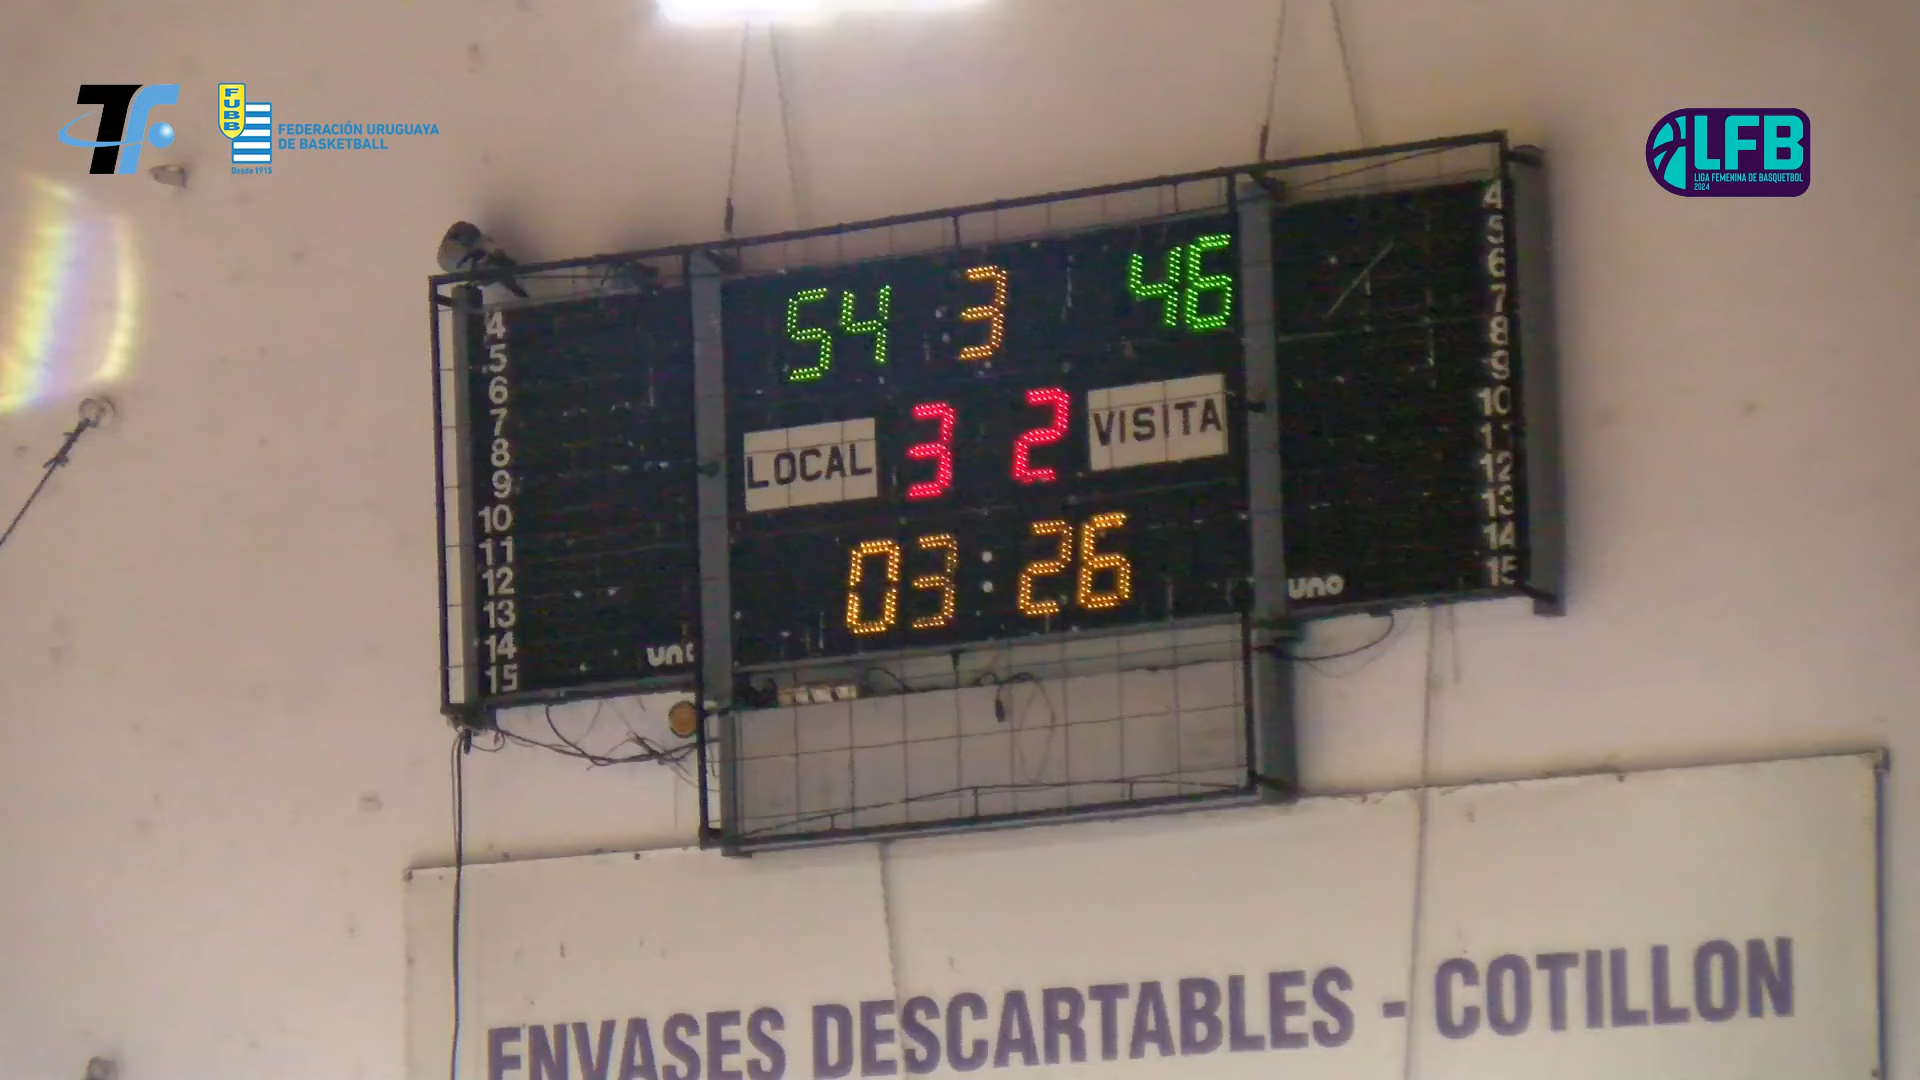 TF
FUBB
FEDERACIÓN URUGUAYA
DE BASKETBALL
Desde 1915
LFB
LIGA FEMENINA DE BASQUETBOL
2024
54 3 46
LOCAL 3 2 VISITA
03:26
4
5
6
7
8
9
10
11
12
13
14
15
uno
4
5
6
7
8
9
10
11
12
13
14
15
uno
ENVASES DESCARTABLES - COTILLON